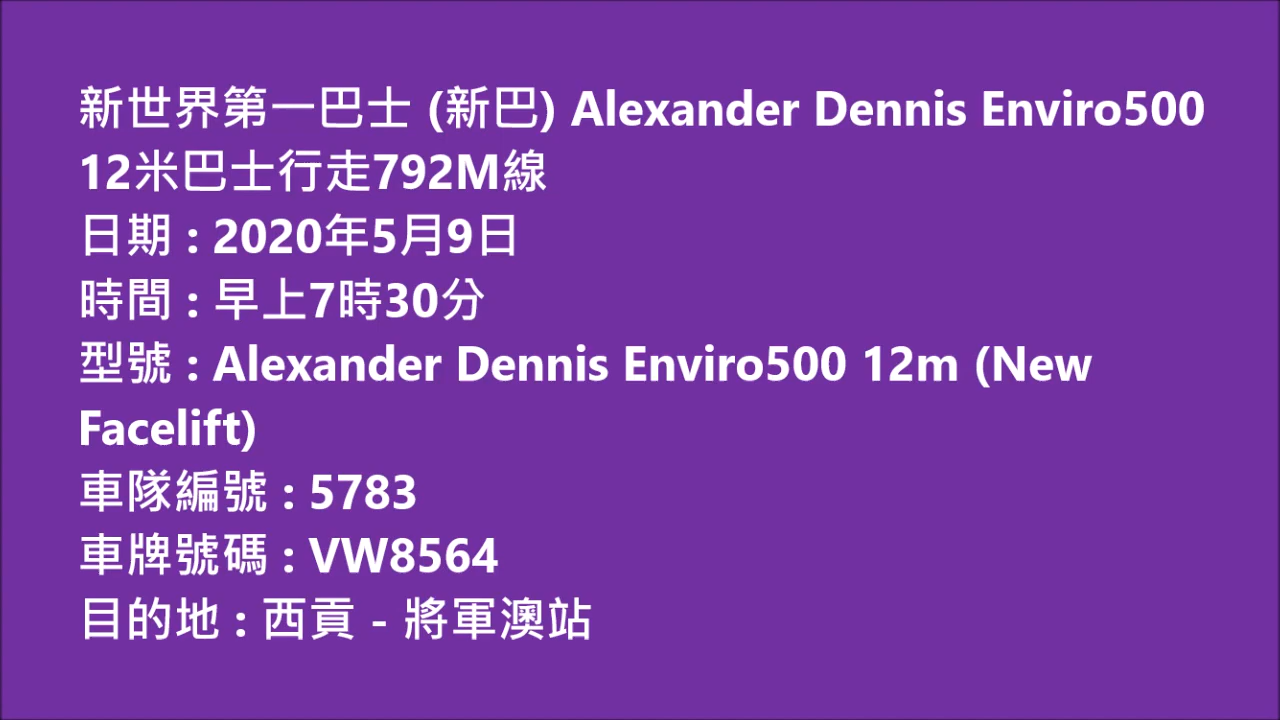 新世界第一巴士 (新巴) Alexander Dennis Enviro500
12米巴士行走792M線
日期 : 2020年5月9日
時間 : 早上7時30分
型號 : Alexander Dennis Enviro500 12m (New
Facelift)
車隊編號 : 5783
車牌號碼 : VW8564
目的地 : 西貢 - 將軍澳站